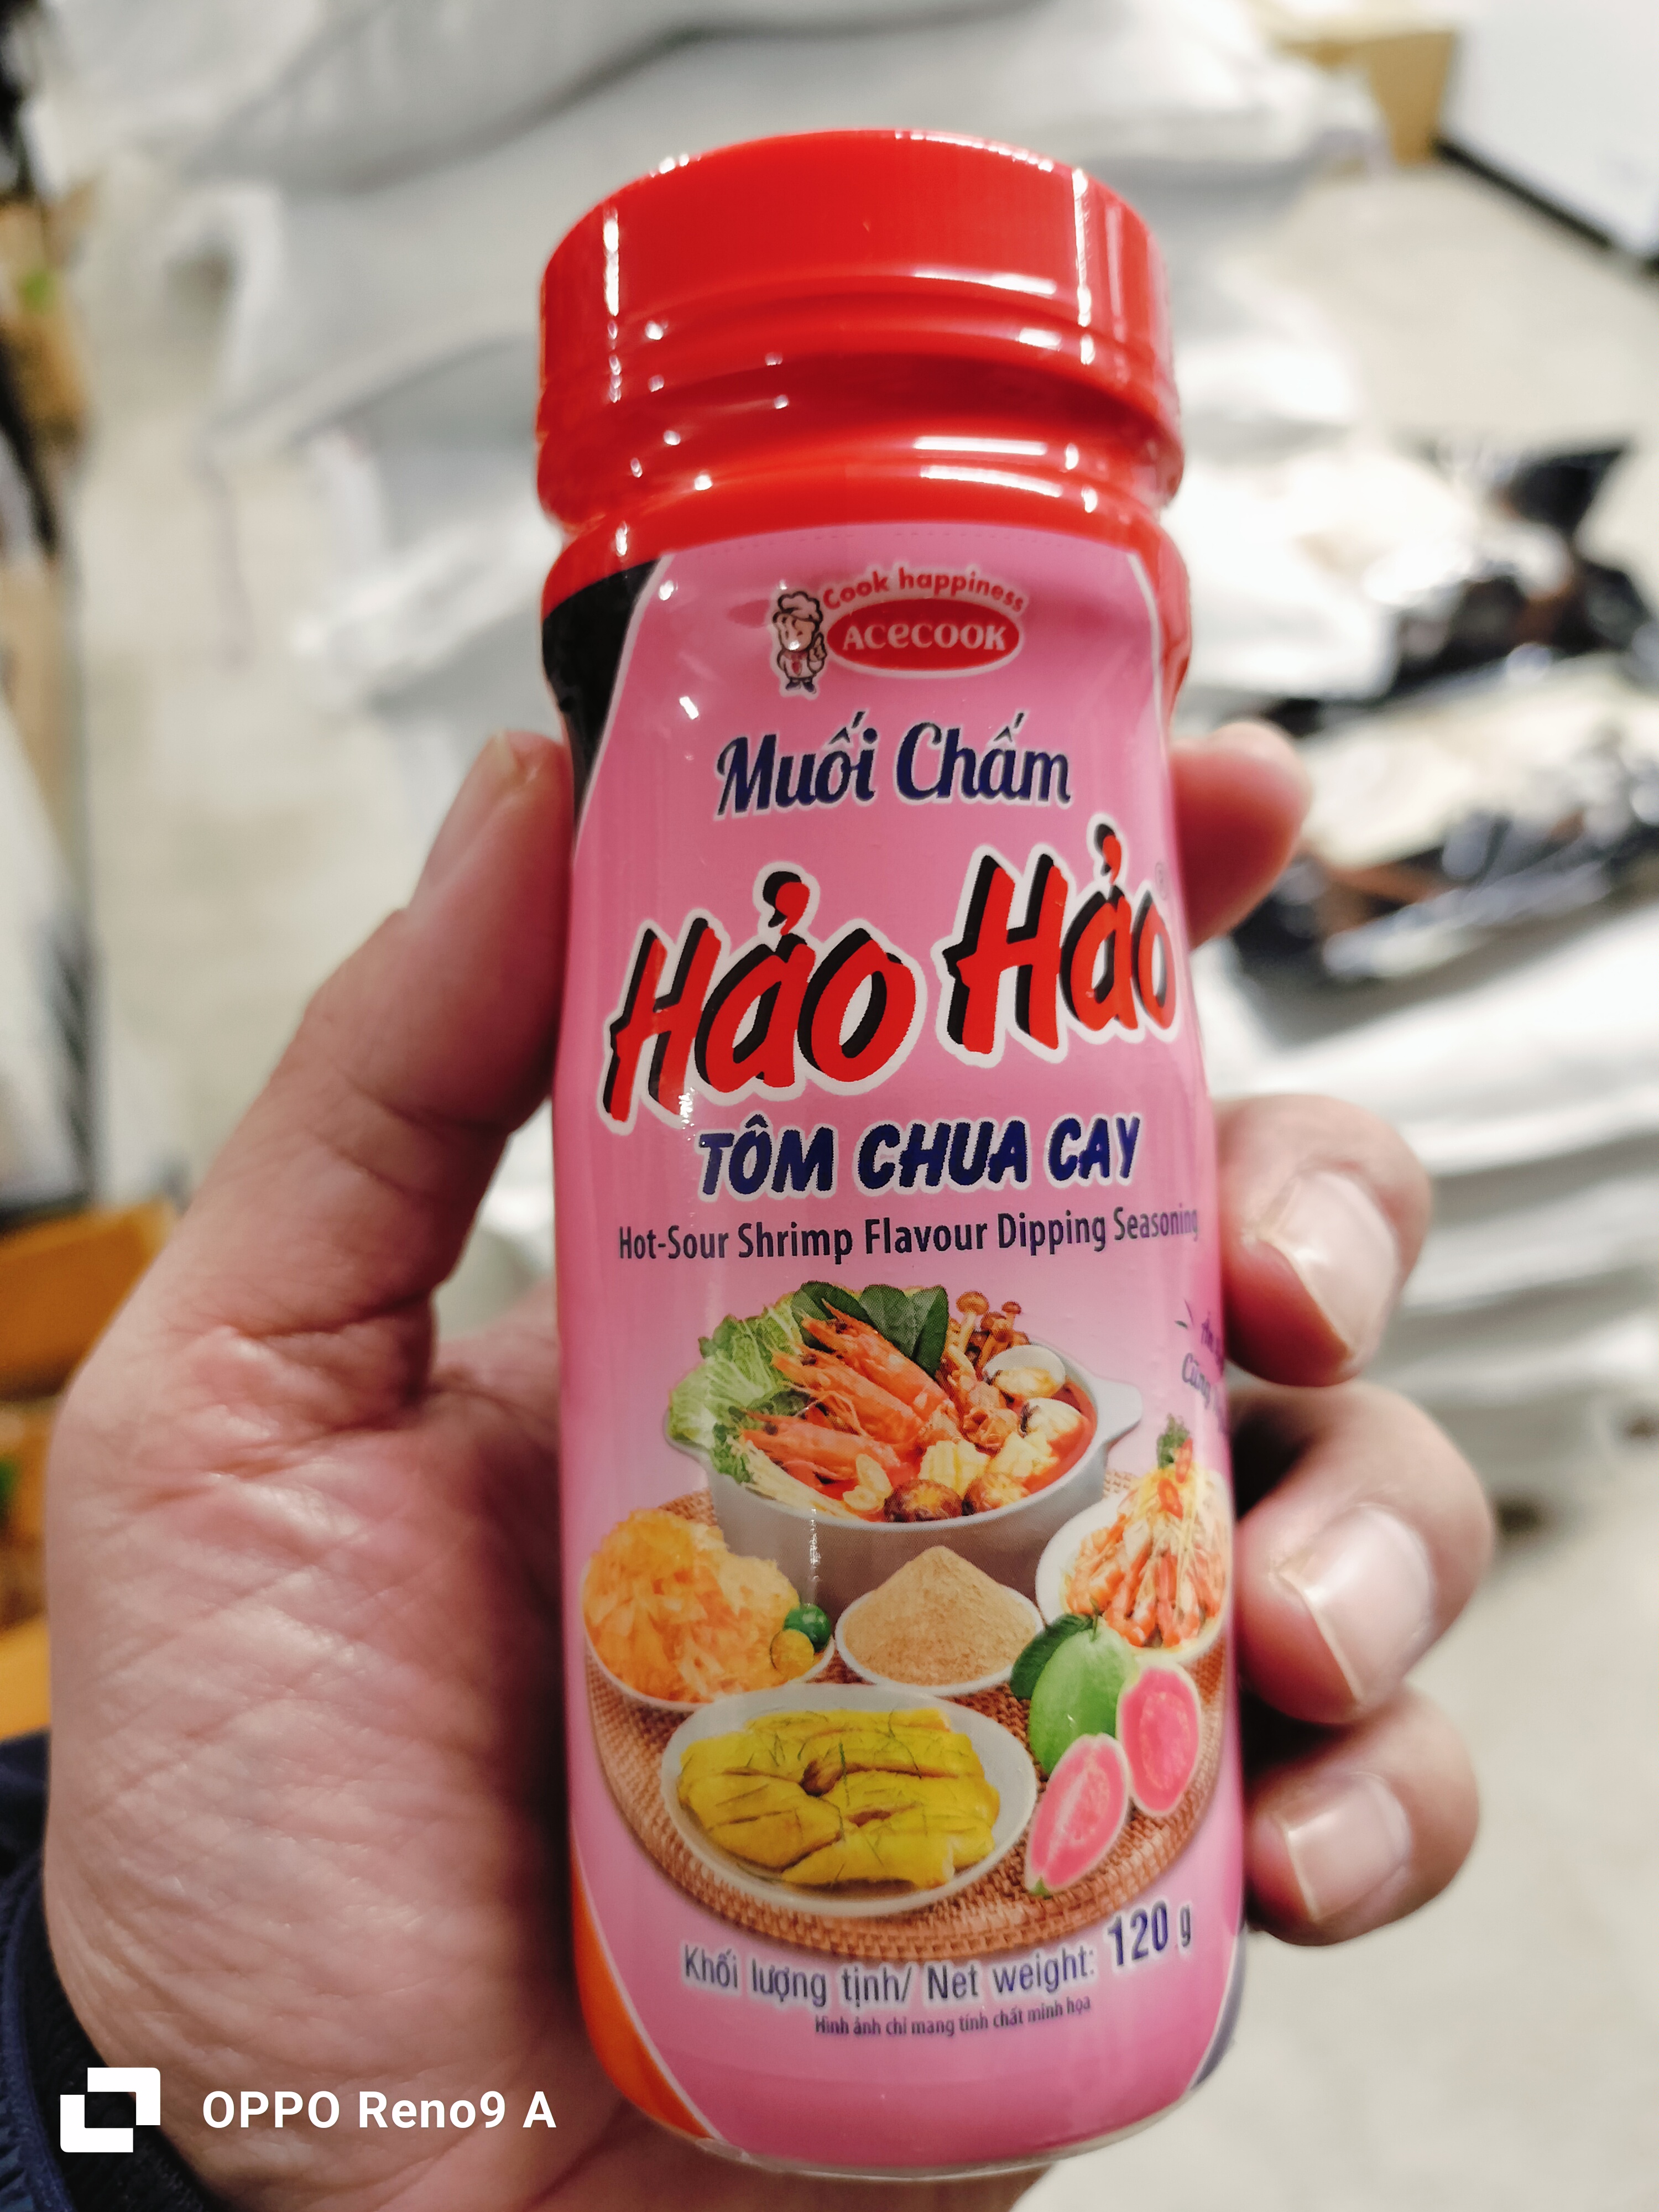 Cook happiness
ACECOOK
Muối Chấm
Hảo Hảo
®
TÔM CHUA CAY
Hot-Sour Shrimp Flavour Dipping Seasoning
Khối lượng tịnh/ Net weight: 120 g
Hình ảnh chỉ mang tính chất minh họa
OPPO Reno9 A